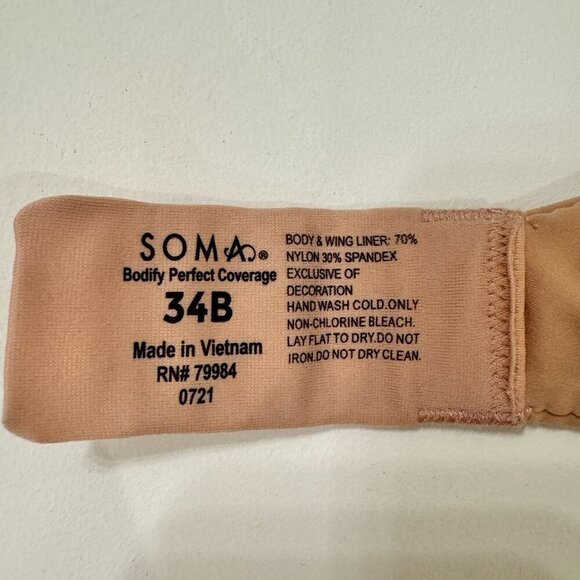 SOMA®
Bodify Perfect Coverage
34B
Made in Vietnam
RN# 79984
0721
BODY & WING LINER: 70%
NYLON 30% SPANDEX
EXCLUSIVE OF
DECORATION
HAND WASH COLD.ONLY
NON-CHLORINE BLEACH.
LAY FLAT TO DRY.DO NOT
IRON.DO NOT DRY CLEAN.